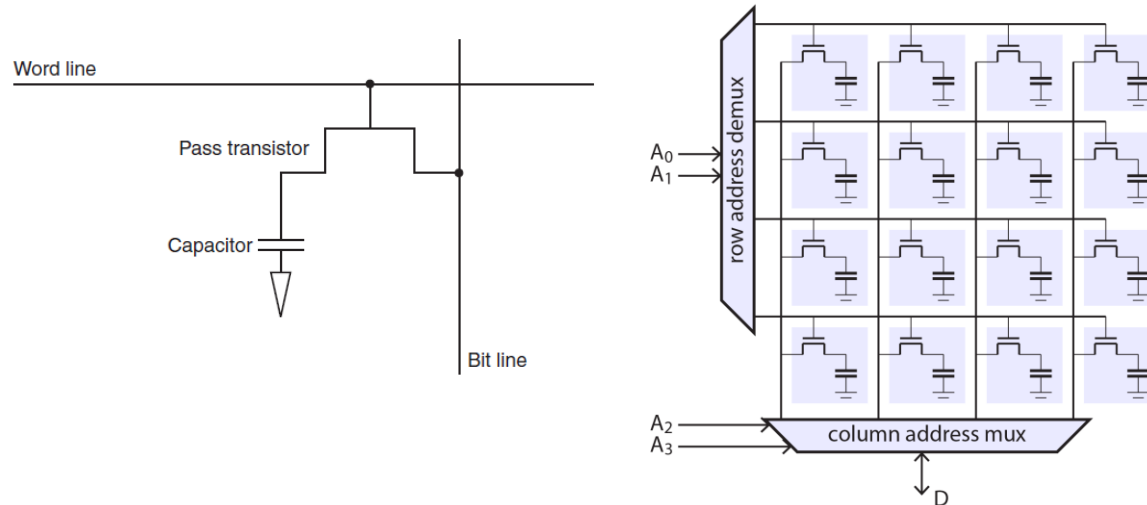 Word line
Pass transistor
Capacitor
Bit line
row address demux
A₀
A₁
A₂
A₃
column address mux
D